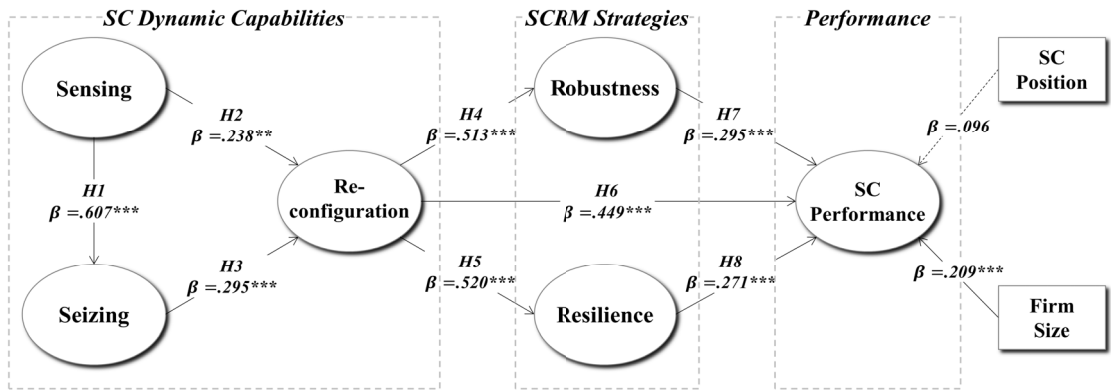 SC Dynamic Capabilities
SCRM Strategies
Performance
Sensing
H2
β =.238**
H1
β =.607***
Seizing
H3
β =.295***
Re-
configuration
H4
β =.513***
H6
β =.449***
H5
β =.520***
Robustness
Resilience
H7
β =.295***
H8
β =.271***
SC
Performance
SC
Position
β =.096
β =.209***
Firm
Size